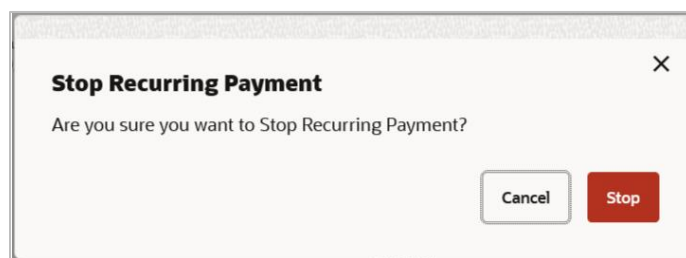 Stop Recurring Payment
Are you sure you want to Stop Recurring Payment?
Cancel Stop